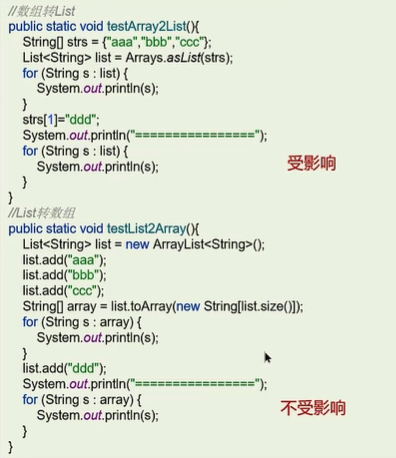 //数组转List
public static void testArray2List(){
String[] strs = {"aaa","bbb","ccc"};
List<String> list = Arrays.asList(strs);
for (String s : list) {
System.out.println(s);
}
strs[1]="ddd";
System.out.println("================");
for (String s : list) {
System.out.println(s);
}
受影响
}
//List转数组
public static void testList2Array(){
List<String> list = new ArrayList<String>();
list.add("aaa");
list.add("bbb");
list.add("ccc");
String[] array = list.toArray(new String[list.size()]);
for (String s : array) {
System.out.println(s);
}
list.add("ddd");
System.out.println("================");
for (String s : array) {
System.out.println(s);
不受影响
}
}